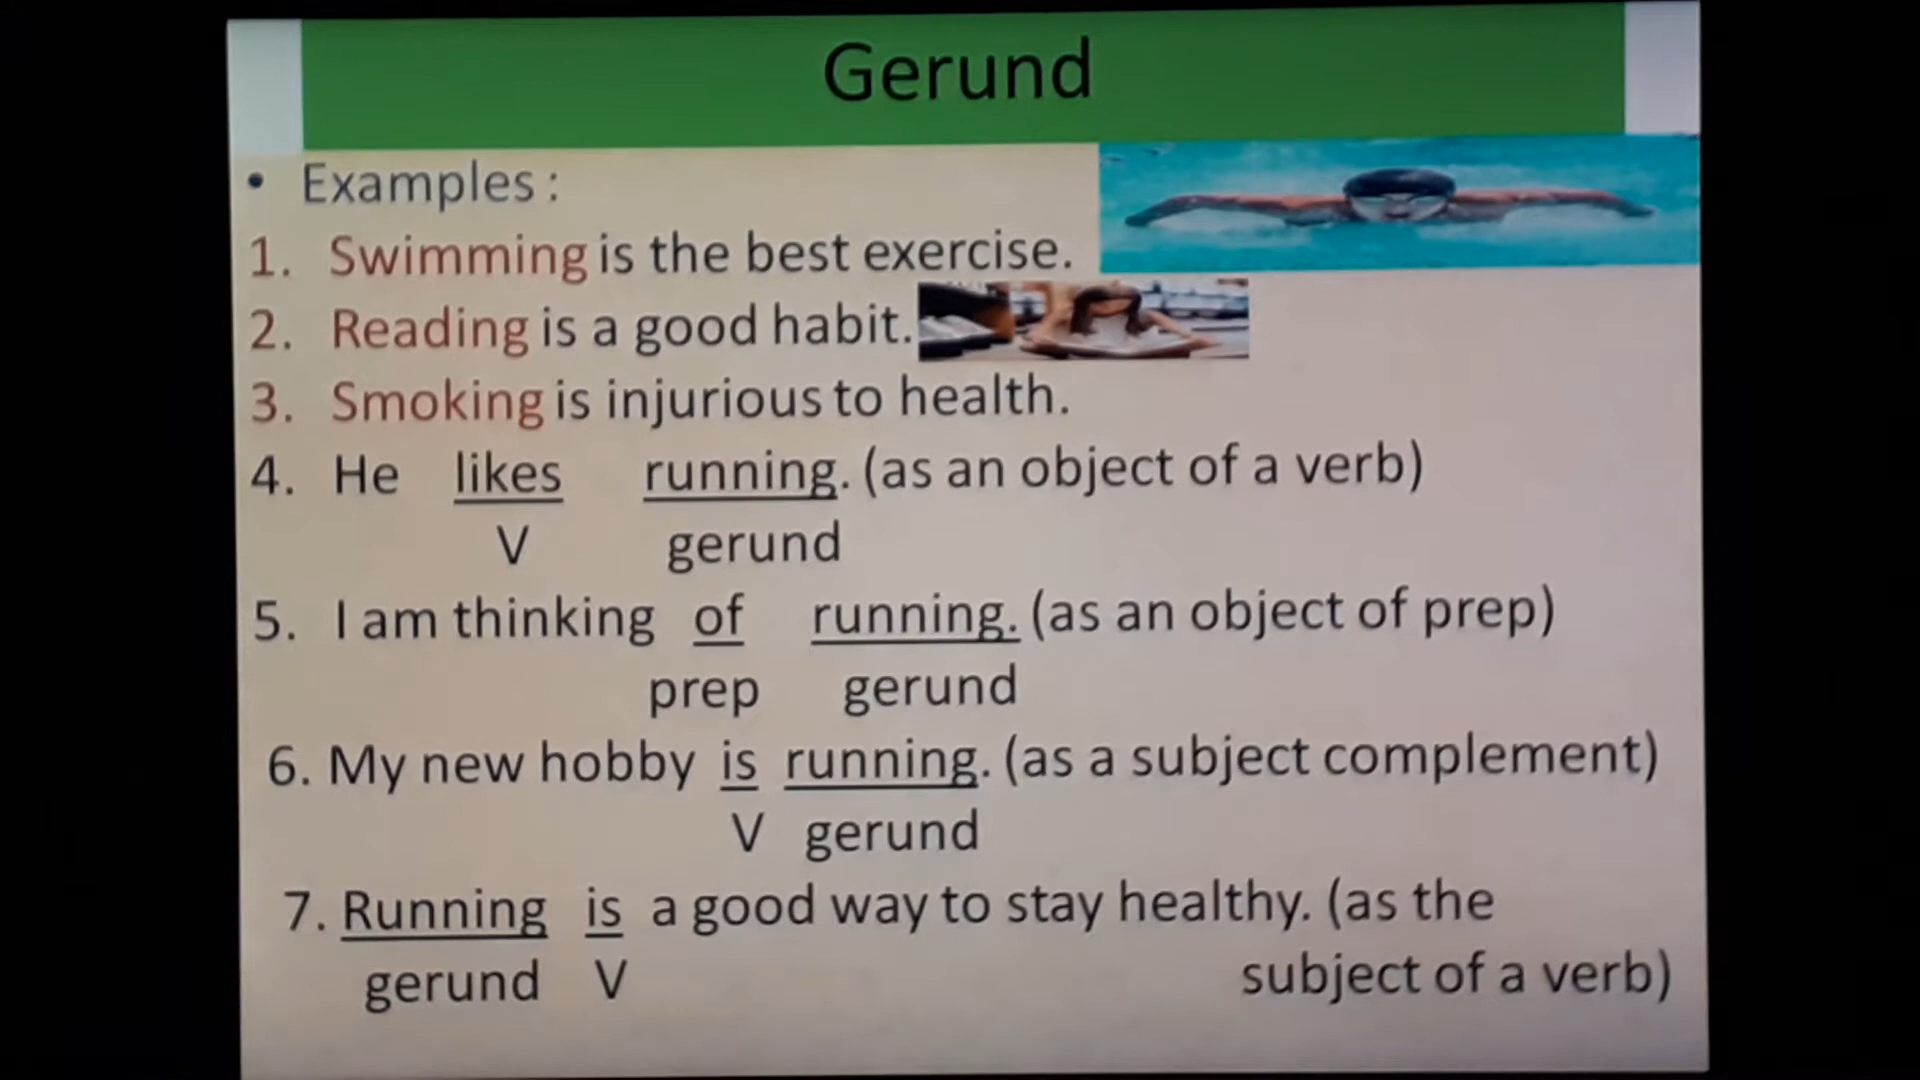 Gerund
• Examples :
1. Swimming is the best exercise.
2. Reading is a good habit.
3. Smoking is injurious to health.
4. He likes running. (as an object of a verb)
V gerund
5. I am thinking of running. (as an object of prep)
prep gerund
6. My new hobby is running. (as a subject complement)
V gerund
7. Running is a good way to stay healthy. (as the
subject of a verb)
gerund V